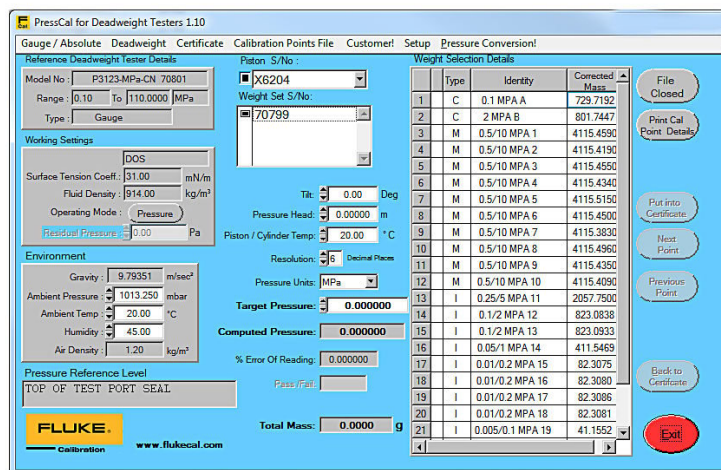 PressCal for Deadweight Testers 1.10
Gauge / Absolute Deadweight Certificate Calibration Points File Customer! Setup Pressure Conversion!
Reference Deadweight Tester Details
Model No : P3123-MPa-CN 70801
Range : 0.10 To 110.0000 MPa
Type : Gauge
Working Settings
DOS
Surface Tension Coeff.: 31.00 mN/m
Fluid Density : 914.00 kg/m³
Operating Mode : Pressure
Residual Pressure : 0.00 Pa
Environment
Gravity : 9.79351 m/sec²
Ambient Pressure : 1013.250 mbar
Ambient Temp : 20.00 °C
Humidity : 45.00
Air Density : 1.20 kg/m³
Pressure Reference Level
TOP OF TEST PORT SEAL
FLUKE®
Calibration
www.flukecal.com
Piston S/No :
X6204
Weight Set S/No:
70799
Tilt: 0.00 Deg
Pressure Head: 0.00000 m
Piston / Cylinder Temp: 20.00 °C
Resolution: 6 Decimal Places
Pressure Units: MPa
Target Pressure: 0.000000
Computed Pressure: 0.000000
% Error Of Reading: 0.000000
Pass /Fail:
Total Mass: 0.0000 g
Weight Selection Details
Type Identity Corrected Mass
1 C 0.1 MPA A 729.7192
2 C 2 MPA B 801.7447
3 M 0.5/10 MPA 1 4115.4590
4 M 0.5/10 MPA 2 4115.4190
5 M 0.5/10 MPA 3 4115.4550
6 M 0.5/10 MPA 4 4115.4340
7 M 0.5/10 MPA 5 4115.5150
8 M 0.5/10 MPA 6 4115.4500
9 M 0.5/10 MPA 7 4115.3830
10 M 0.5/10 MPA 8 4115.4960
11 M 0.5/10 MPA 9 4115.4350
12 M 0.5/10 MPA 10 4115.4090
13 I 0.25/5 MPA 11 2057.7500
14 I 0.1/2 MPA 12 823.0838
15 I 0.1/2 MPA 13 823.0933
16 I 0.05/1 MPA 14 411.5469
17 I 0.01/0.2 MPA 15 82.3075
18 I 0.01/0.2 MPA 16 82.3080
19 I 0.01/0.2 MPA 17 82.3086
20 I 0.01/0.2 MPA 18 82.3081
21 I 0.005/0.1 MPA 19 41.1552
File
Closed
Print Cal
Point Details
Put into
Certificate
Next
Point
Previous
Point
Back to
Certificate
Exit